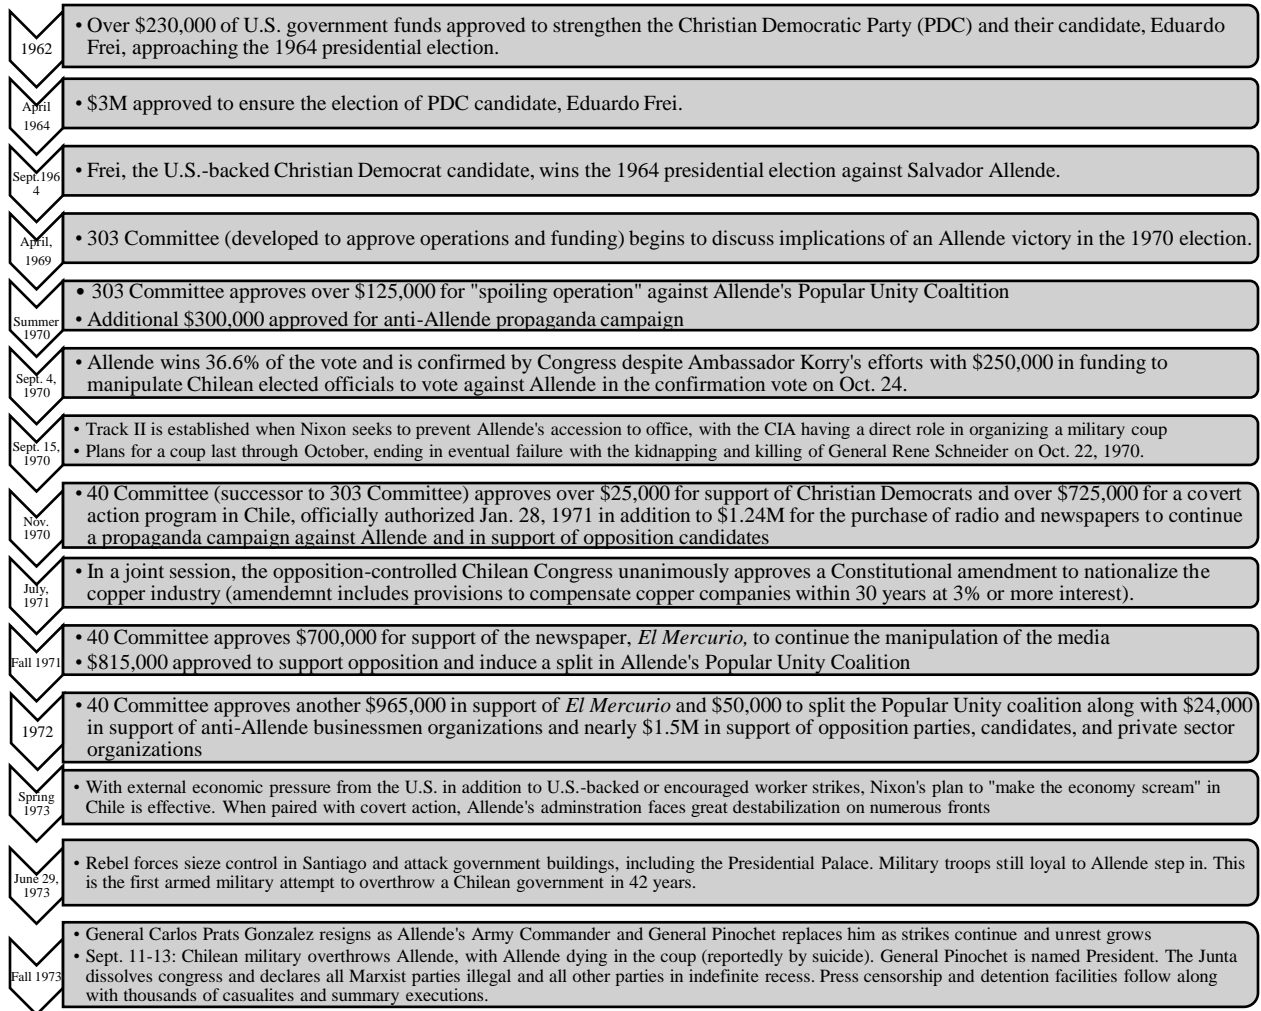 1962
• Over $230,000 of U.S. government funds approved to strengthen the Christian Democratic Party (PDC) and their candidate, Eduardo
Frei, approaching the 1964 presidential election.
April
1964
• $3M approved to ensure the election of PDC candidate, Eduardo Frei.
Sept.196
4
• Frei, the U.S.-backed Christian Democrat candidate, wins the 1964 presidential election against Salvador Allende.
April,
1969
• 303 Committee (developed to approve operations and funding) begins to discuss implications of an Allende victory in the 1970 election.
Summer
1970
• 303 Committee approves over $125,000 for "spoiling operation" against Allende's Popular Unity Coaltition
• Additional $300,000 approved for anti-Allende propaganda campaign
Sept. 4,
1970
• Allende wins 36.6% of the vote and is confirmed by Congress despite Ambassador Korry's efforts with $250,000 in funding to
manipulate Chilean elected officials to vote against Allende in the confirmation vote on Oct. 24.
Sept. 15,
1970
• Track II is established when Nixon seeks to prevent Allende's accession to office, with the CIA having a direct role in organizing a military coup
• Plans for a coup last through October, ending in eventual failure with the kidnapping and killing of General Rene Schneider on Oct. 22, 1970.
Nov.
1970
• 40 Committee (successor to 303 Committee) approves over $25,000 for support of Christian Democrats and over $725,000 for a covert
action program in Chile, officially authorized Jan. 28, 1971 in addition to $1.24M for the purchase of radio and newspapers to continue
a propaganda campaign against Allende and in support of opposition candidates
July,
1971
• In a joint session, the opposition-controlled Chilean Congress unanimously approves a Constitutional amendment to nationalize the
copper industry (amendemnt includes provisions to compensate copper companies within 30 years at 3% or more interest).
Fall 1971
• 40 Committee approves $700,000 for support of the newspaper, El Mercurio, to continue the manipulation of the media
• $815,000 approved to support opposition and induce a split in Allende's Popular Unity Coalition
1972
• 40 Committee approves another $965,000 in support of El Mercurio and $50,000 to split the Popular Unity coalition along with $24,000
in support of anti-Allende businessmen organizations and nearly $1.5M in support of opposition parties, candidates, and private sector
organizations
Spring
1973
• With external economic pressure from the U.S. in addition to U.S.-backed or encouraged worker strikes, Nixon's plan to "make the economy scream" in
Chile is effective. When paired with covert action, Allende's adminstration faces great destabilization on numerous fronts
June 29,
1973
• Rebel forces sieze control in Santiago and attack government buildings, including the Presidential Palace. Military troops still loyal to Allende step in. This
is the first armed military attempt to overthrow a Chilean government in 42 years.
Fall 1973
• General Carlos Prats Gonzalez resigns as Allende's Army Commander and General Pinochet replaces him as strikes continue and unrest grows
• Sept. 11-13: Chilean military overthrows Allende, with Allende dying in the coup (reportedly by suicide). General Pinochet is named President. The Junta
dissolves congress and declares all Marxist parties illegal and all other parties in indefinite recess. Press censorship and detention facilities follow along
with thousands of casualites and summary executions.